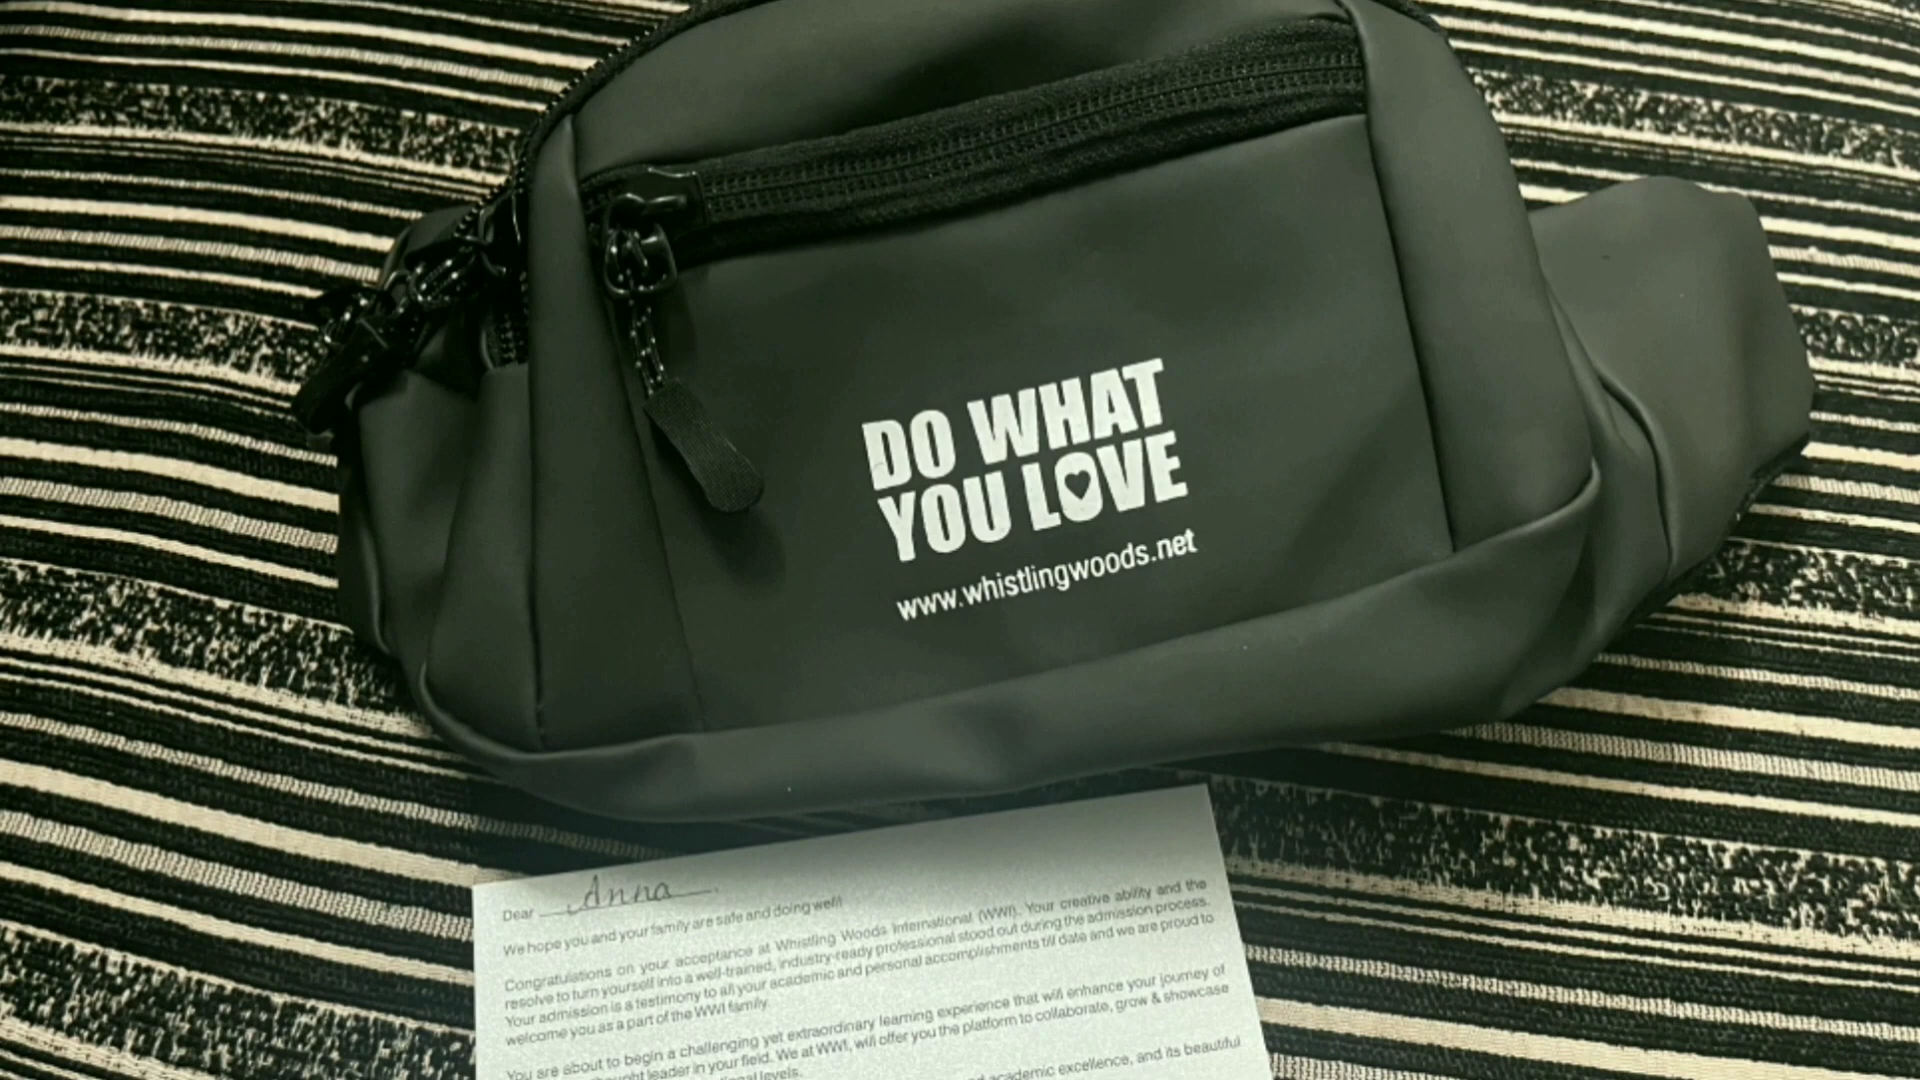 DO WHAT
YOU LOVE
www.whistlingwoods.net
Dear Anna
We hope you and your family are safe and doing well!
Congratulations on your acceptance at Whistling Woods International (WWI). Your creative ability and the
resolve to turn yourself into a well-trained, industry-ready professional stood out during the admission process.
Your admission is a testimony to all your academic and personal accomplishments till date and we are proud to
welcome you as a part of the WWI family.
You are about to begin a challenging yet extraordinary learning experience that will enhance your journey of
leader in your field. We at WWI, will offer you the platform to collaborate, grow & showcase
levels.
academic excellence, and its beautiful